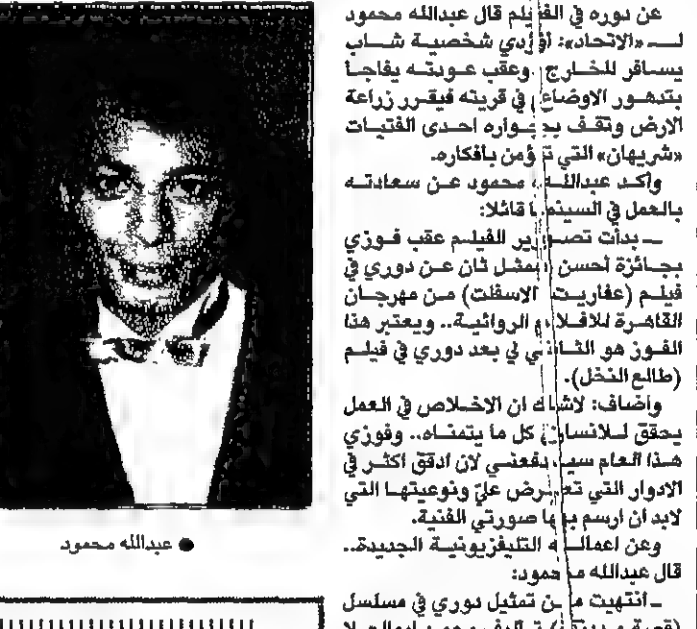 عن دوره في الفيلم قال عبدالله محمود
لـ «الاتحاد»: أؤدي شخصية شاب
يسافر للخارج وعقب عودته يفاجأ
بتدهور الاوضاع في قريته فيقرر زراعة
الارض وتقف بجواره احدى الفتيات
«شريهان» التي تؤمن بأفكاره.
وأكد عبدالله محمود عن سعادته
بالعمل في السينما قائلا:
ـ بدأت تصوير الفيلم عقب فوزي
بجائزة أحسن ممثل ثان عن دوري في
فيلم (عفاريت الاسفلت) من مهرجان
القاهرة للافلام الروائية.. ويعتبر هذا
الفوز هو الثاني لي بعد دوري في فيلم
(طالع النخل).
وأضاف: لاشك ان الاخلاص في العمل
يحقق للانسان كل ما يتمناه.. وفوزي
هذا العام سيدفعني لان ادقق اكثر في
الادوار التي تعرض عليّ ونوعيتها التي
لابد ان ارسم بها صورتي الفنية.
وعن اعماله التليفزيونية الجديدة..
قال عبدالله محمود:
ـ انتهيت من تمثيل دوري في مسلسل
عبدالله محمود